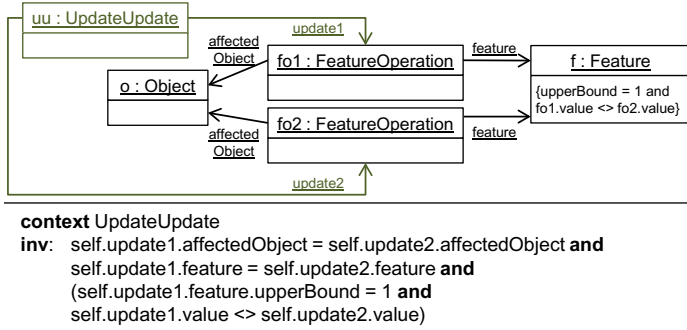 uu : UpdateUpdate
update1
affected
Object
fo1 : FeatureOperation
feature
f : Feature
o : Object
{upperBound = 1 and
fo1.value <> fo2.value}
fo2 : FeatureOperation
affected
Object
feature
update2
context UpdateUpdate
inv: self.update1.affectedObject = self.update2.affectedObject and
self.update1.feature = self.update2.feature and
(self.update1.feature.upperBound = 1 and
self.update1.value <> self.update2.value)